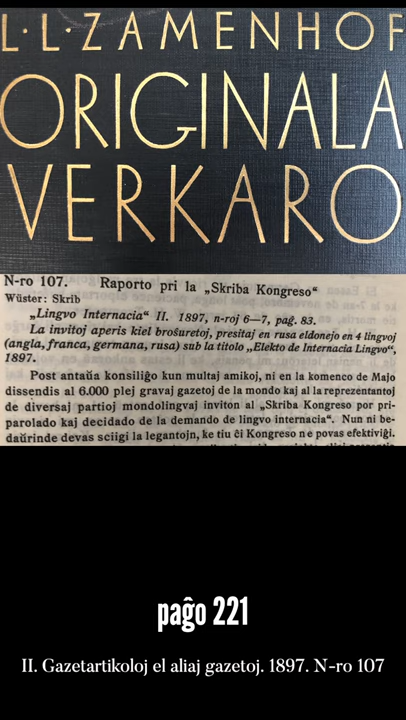 L·L·ZAMENHOF
ORIGINALA
VERKARO
N-ro 107. Raporto pri la „Skriba Kongreso“
Wüster: Skrib
„Lingvo Internacia“ II. 1897, n-roj 6—7, paĝ. 83.
La invitoj aperis kiel broŝuretoj, presitaj en rusa eldonejo en 4 lingvoj
(angla, franca, germana, rusa) sub la titolo „Elekto de Internacia Lingvo“,
1897.
Post antaŭa konsiliĝo kun multaj amikoj, ni en la komenco de Majo
dissendis al 6.000 plej gravaj gazetoj de la mondo kaj al la reprezentantoj
de diversaj partioj mondolingvaj inviton al „Skriba Kongreso por pri-
parolado kaj decidado de la demando de lingvo internacia“. Nun ni be-
daŭrinde devas sciigi la legantojn, ke tiu ĉi Kongreso ne povas efektiviĝi.
paĝo 221
II. Gazetartikoloj el aliaj gazetoj. 1897. N-ro 107